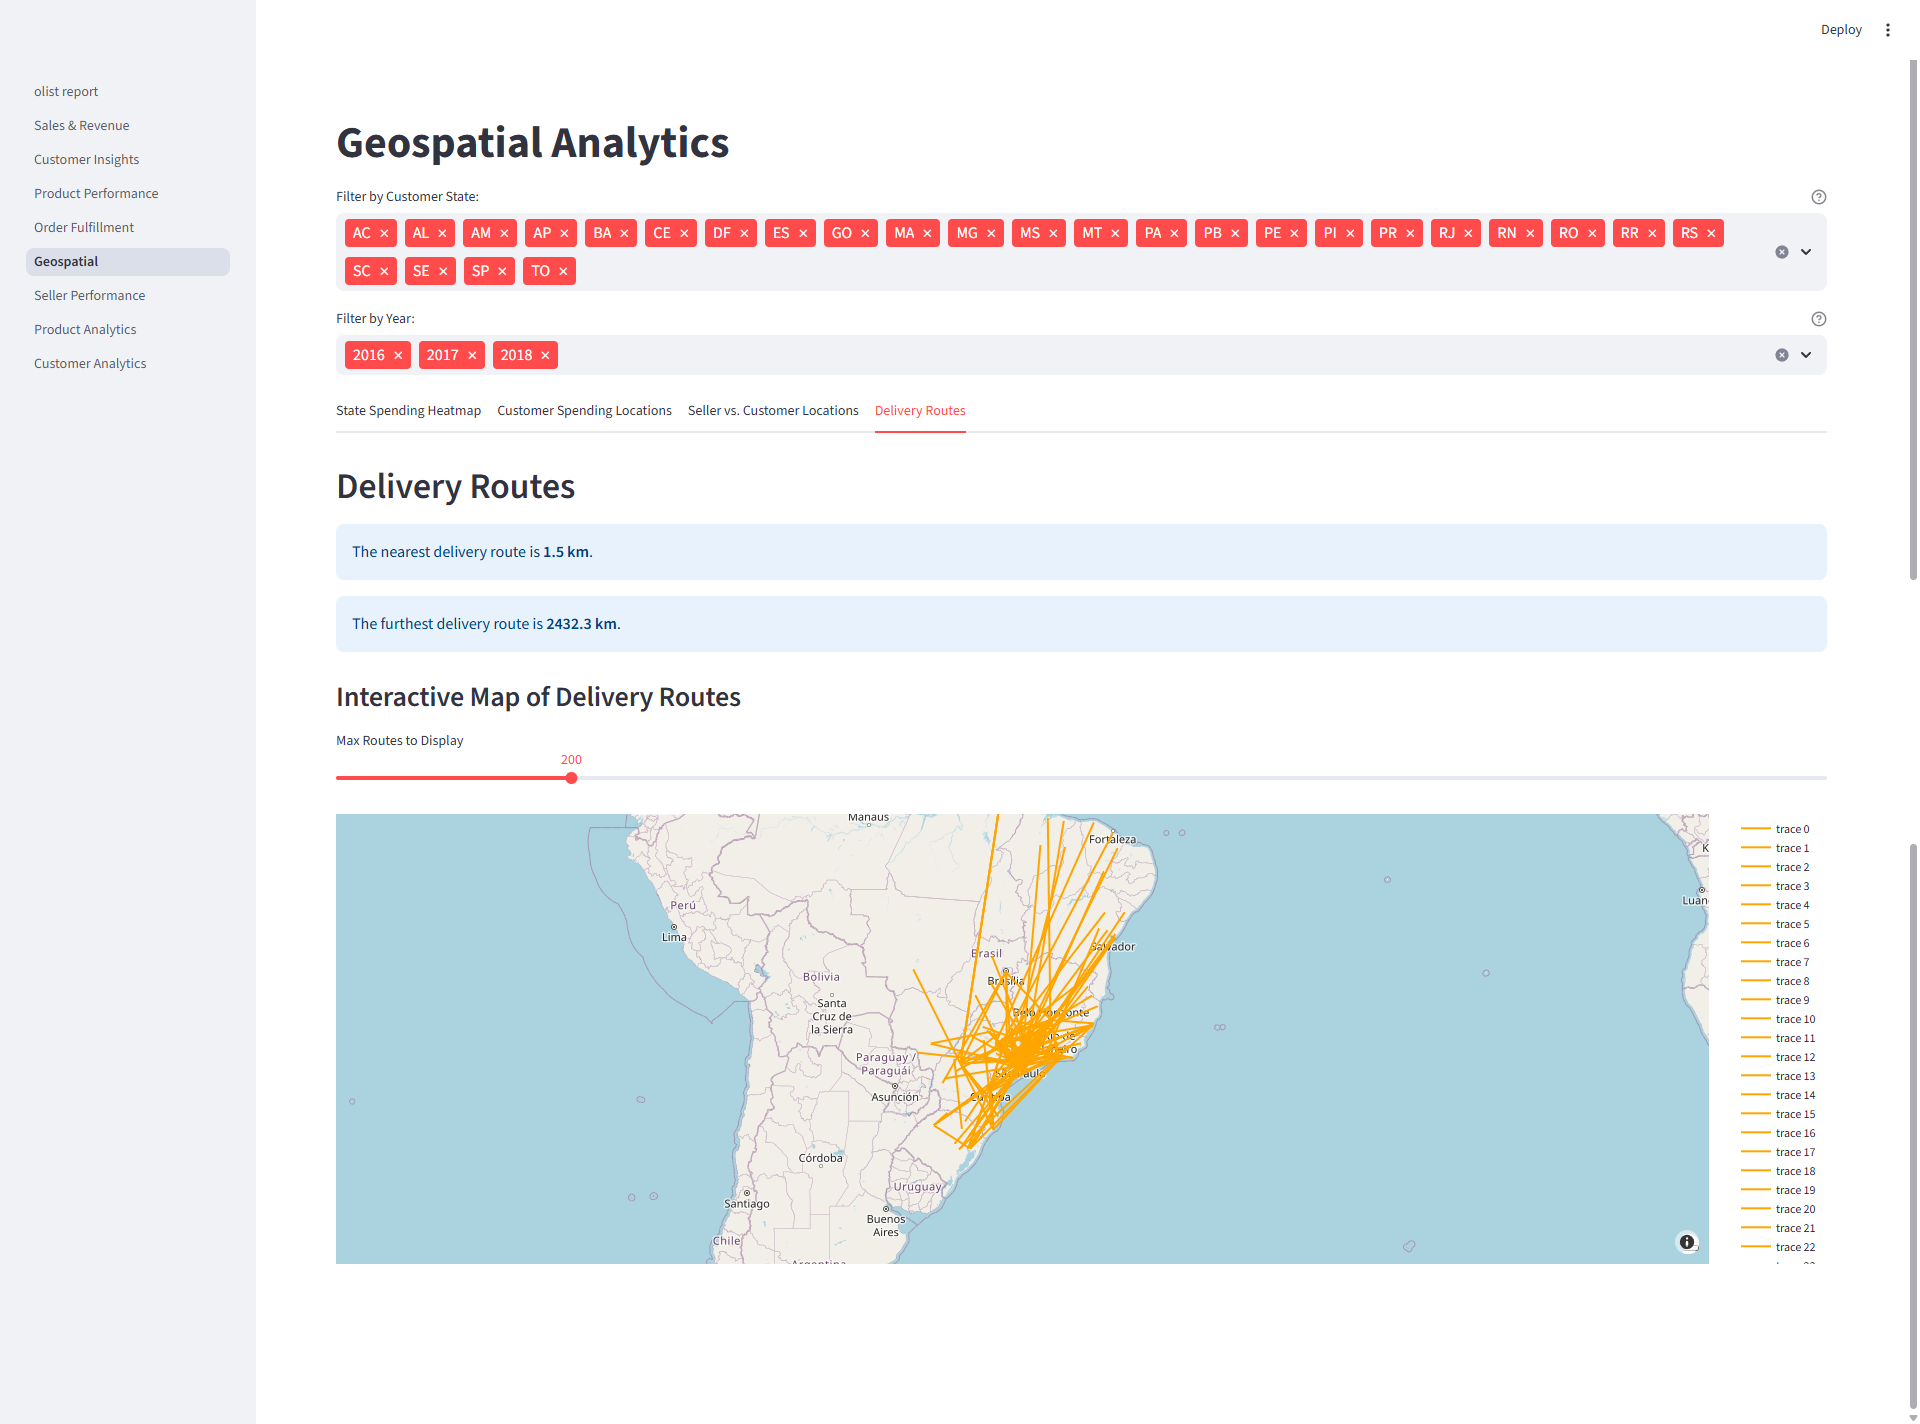 Deploy
olist report
Sales & Revenue
Customer Insights
Product Performance
Order Fulfillment
Geospatial
Seller Performance
Product Analytics
Customer Analytics
Geospatial Analytics
Filter by Customer State:
AC AL AM AP BA CE DF ES GO MA MG MS MT PA PB PE PI PR RJ RN RO RR RS
SC SE SP TO
Filter by Year:
2016 2017 2018
State Spending Heatmap Customer Spending Locations Seller vs. Customer Locations Delivery Routes
Delivery Routes
The nearest delivery route is 1.5 km.
The furthest delivery route is 2432.3 km.
Interactive Map of Delivery Routes
Max Routes to Display
200
Manaus
Fortaleza
Perú
Lima
Brasil
Salvador
Bolivia
Brasília
Santa
Cruz de
la Sierra
Belo Horizonte
Paraguay /
Paraguái
São Paulo
Asunción
Curitiba
Córdoba
Uruguay
Santiago
Buenos
Aires
Chile
Argentina
trace 0
trace 1
trace 2
trace 3
trace 4
trace 5
trace 6
trace 7
trace 8
trace 9
trace 10
trace 11
trace 12
trace 13
trace 14
trace 15
trace 16
trace 17
trace 18
trace 19
trace 20
trace 21
trace 22